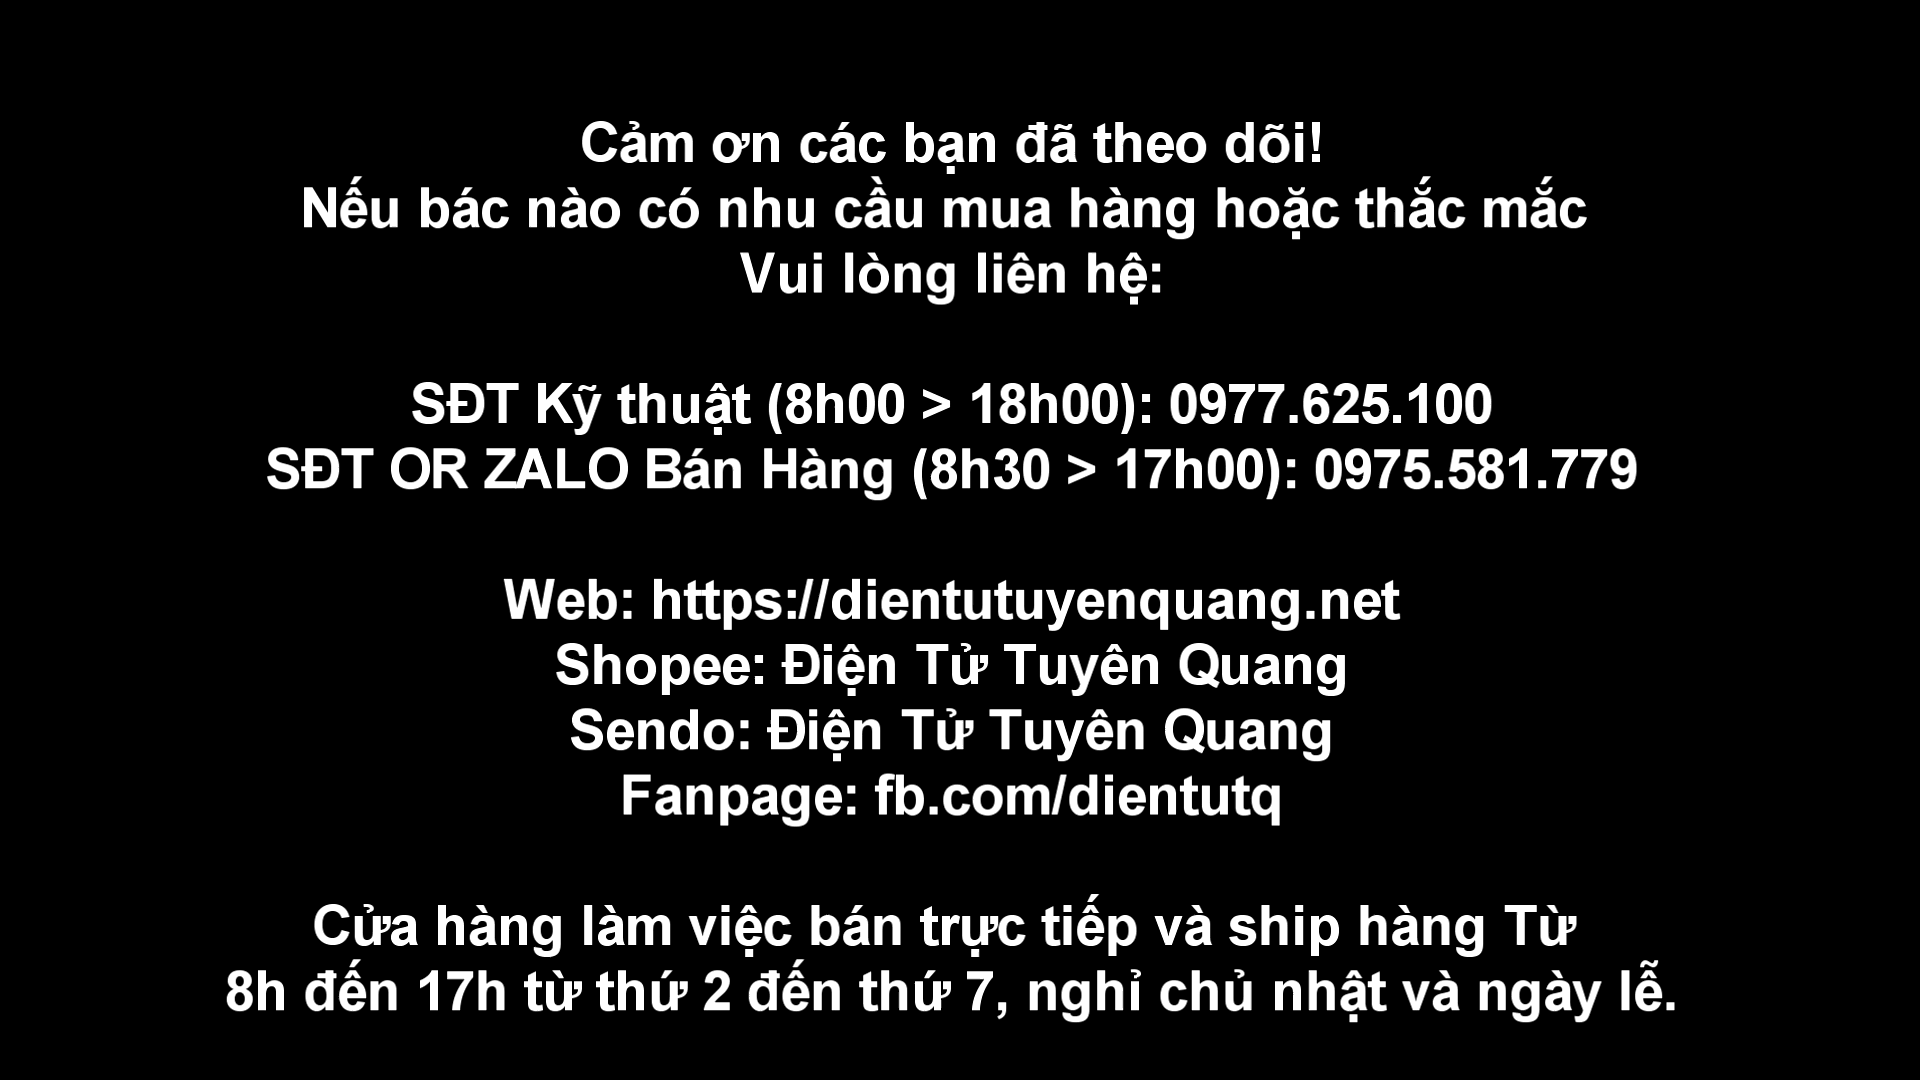 Cảm ơn các bạn đã theo dõi!
Nếu bác nào có nhu cầu mua hàng hoặc thắc mắc
Vui lòng liên hệ:
SĐT Kỹ thuật (8h00 > 18h00): 0977.625.100
SĐT OR ZALO Bán Hàng (8h30 > 17h00): 0975.581.779
Web: https://dientutuyenquang.net
Shopee: Điện Tử Tuyên Quang
Sendo: Điện Tử Tuyên Quang
Fanpage: fb.com/dientutq
Cửa hàng làm việc bán trực tiếp và ship hàng Từ
8h đến 17h từ thứ 2 đến thứ 7, nghỉ chủ nhật và ngày lễ.